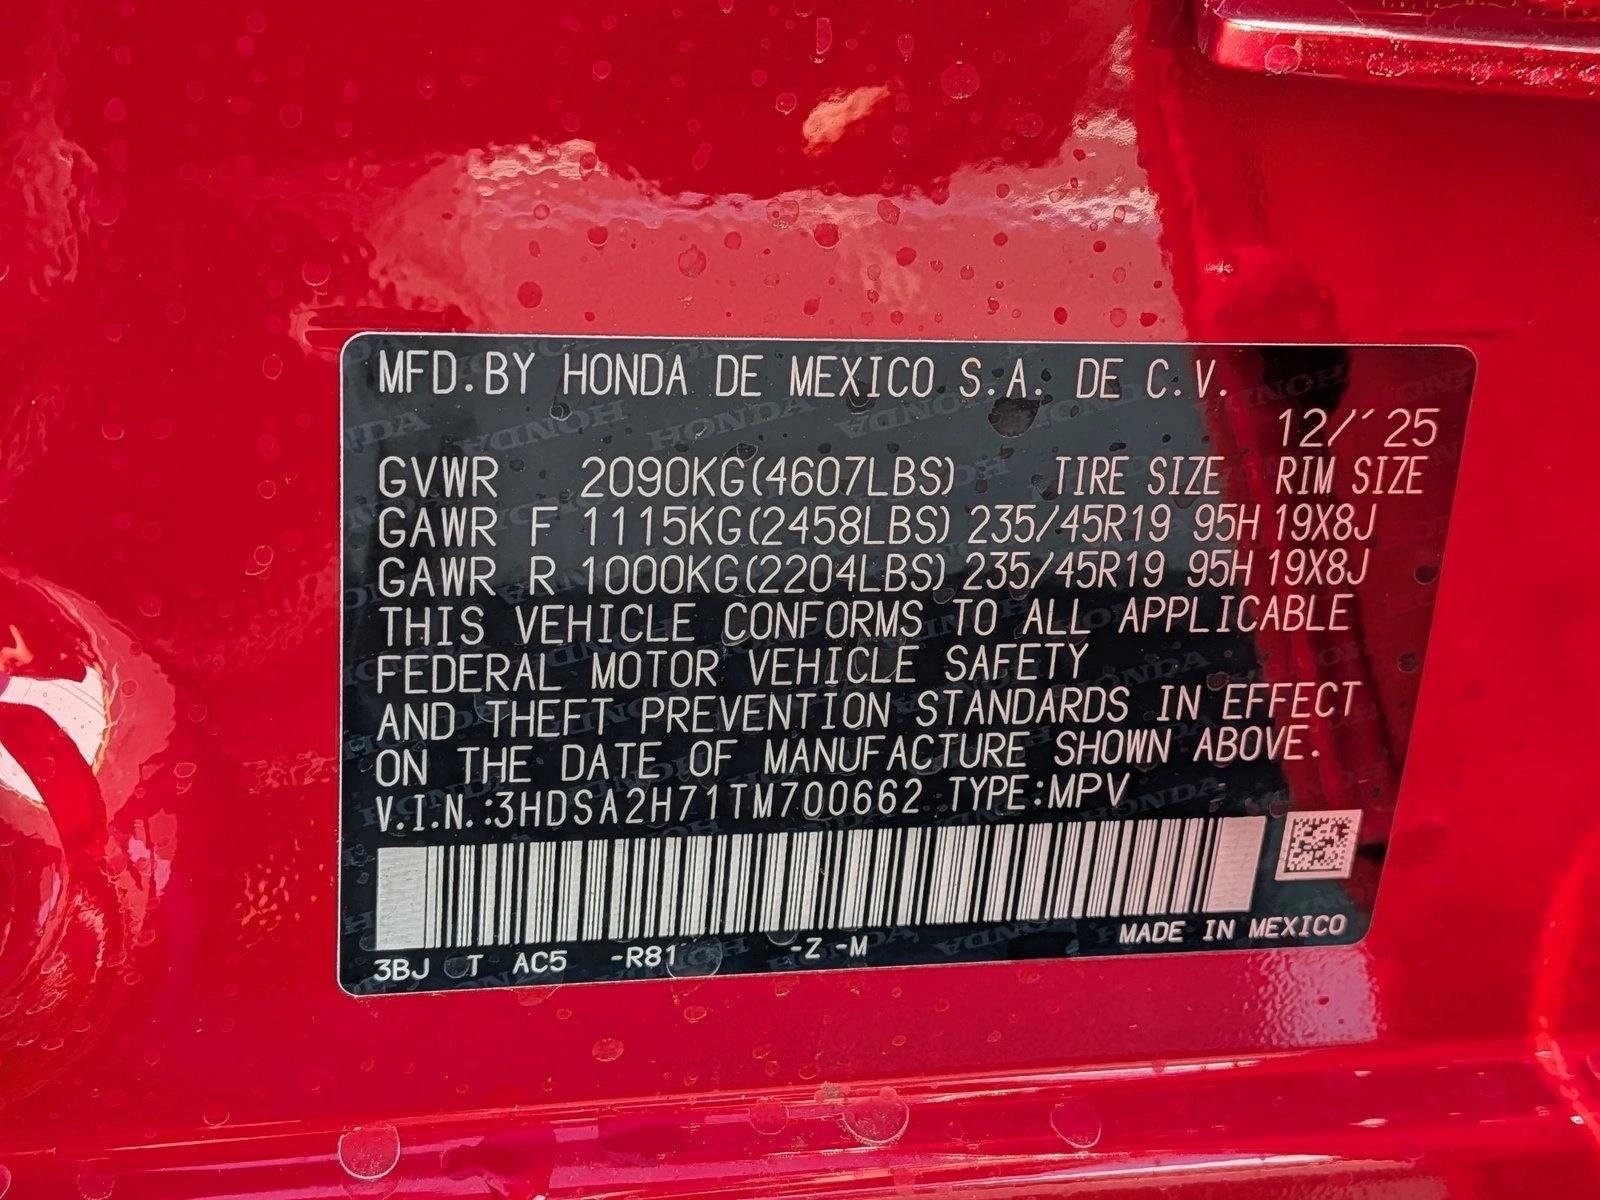 MFD.BY HONDA DE MEXICO S.A. DE C.V.
12/´25
GVWR 2090KG(4607LBS) TIRE SIZE RIM SIZE
GAWR F 1115KG(2458LBS) 235/45R19 95H 19X8J
GAWR R 1000KG(2204LBS) 235/45R19 95H 19X8J
THIS VEHICLE CONFORMS TO ALL APPLICABLE
FEDERAL MOTOR VEHICLE SAFETY
AND THEFT PREVENTION STANDARDS IN EFFECT
ON THE DATE OF MANUFACTURE SHOWN ABOVE.
V.I.N.:3HDSA2H71TM700662 TYPE:MPV
MADE IN MEXICO
3BJ T AC5 -R81 -Z -M